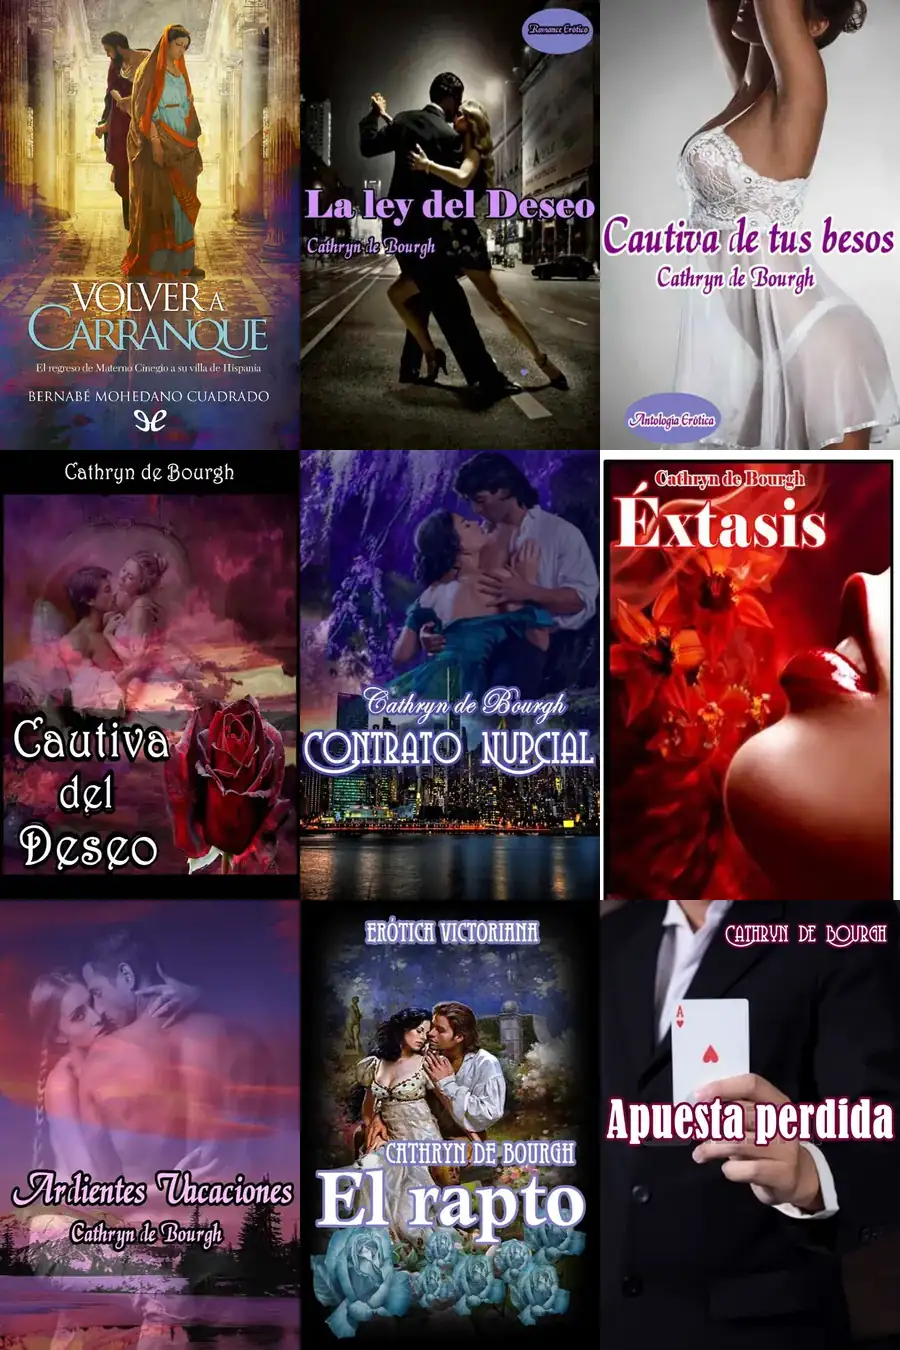 VOLVER A
CARRANQUE
El regreso de Materno Cinegio a su villa de Hispania
BERNABÉ MOHEDANO CUADRADO
Romance Erótico
La ley del Deseo
Cathryn de Bourgh
Cautiva de tus besos
Cathryn de Bourgh
Antología Erótica
Cathryn de Bourgh
Cautiva
del
Deseo
Cathryn de Bourgh
CONTRATO NUPCIAL
Cathryn de Bourgh
Éxtasis
Ardientes Vacaciones
Cathryn de Bourgh
ERÓTICA VICTORIANA
CATHRYN DE BOURGH
El rapto
CATHRYN DE BOURGH
A
Apuesta perdida